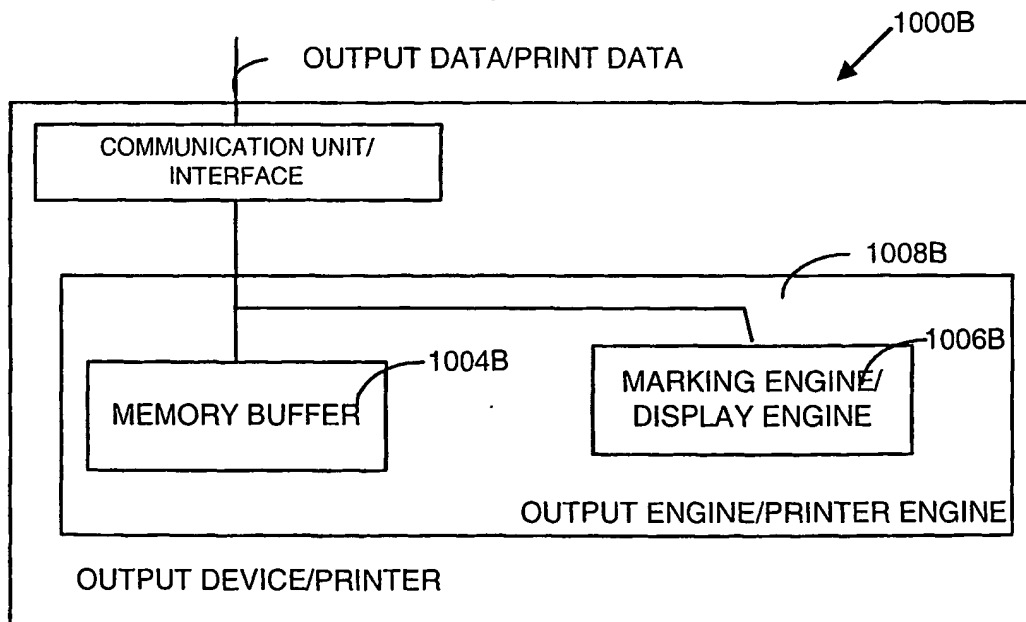 1000B
OUTPUT DATA/PRINT DATA
COMMUNICATION UNIT/
INTERFACE
1008B
1004B
1006B
MEMORY BUFFER
MARKING ENGINE/
DISPLAY ENGINE
OUTPUT ENGINE/PRINTER ENGINE
OUTPUT DEVICE/PRINTER